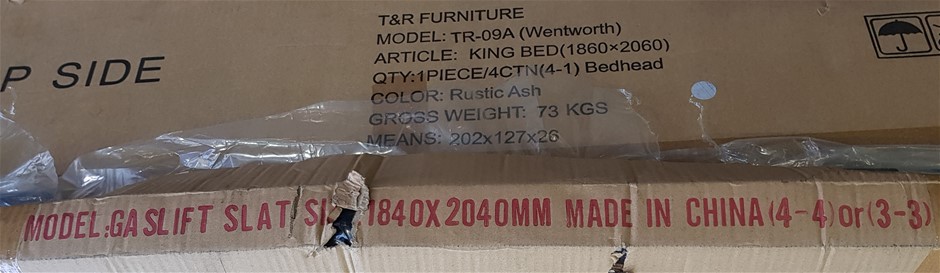 T&R FURNITURE
MODEL: TR-09A (Wentworth)
ARTICLE: KING BED(1860×2060)
QTY:1PIECE/4CTN(4-1) Bedhead
COLOR: Rustic Ash
GROSS WEIGHT: 73 KGS
MEANS: 202x127x26
P SIDE
MODEL:GASLIFT SLAT 1840X2040MM MADE IN CHINA(4-4)or(3-3)